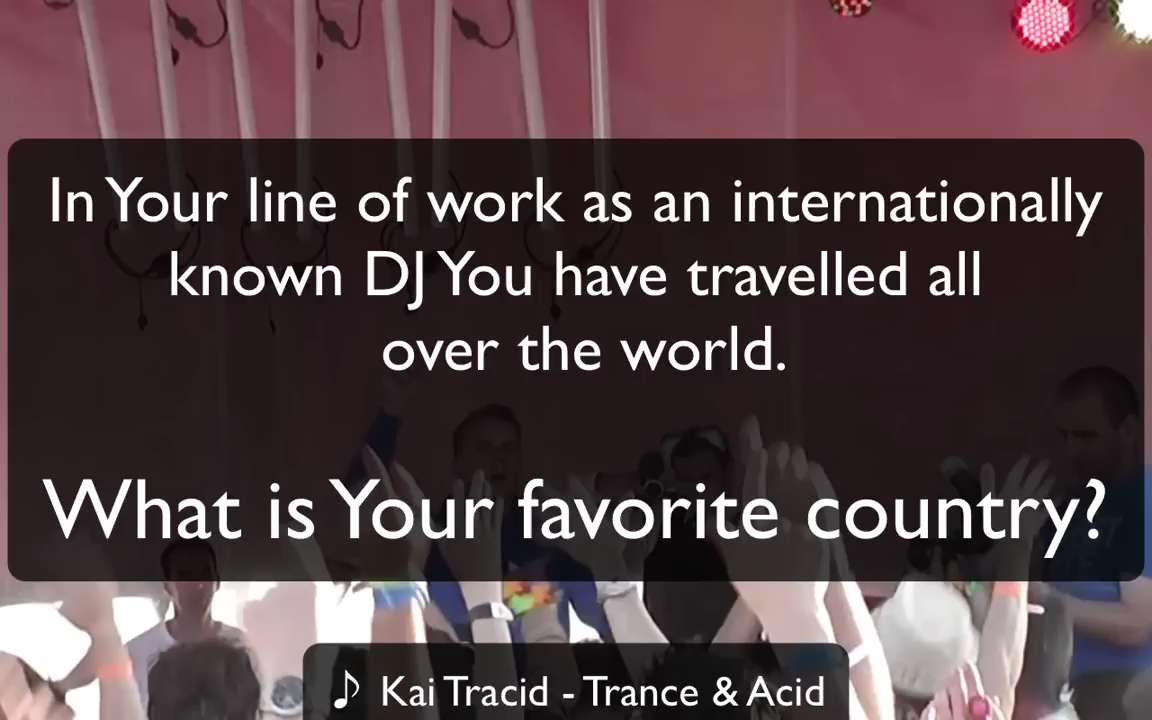 In Your line of work as an internationally
known DJ You have travelled all
over the world.
What is Your favorite country?
♪ Kai Tracid - Trance & Acid